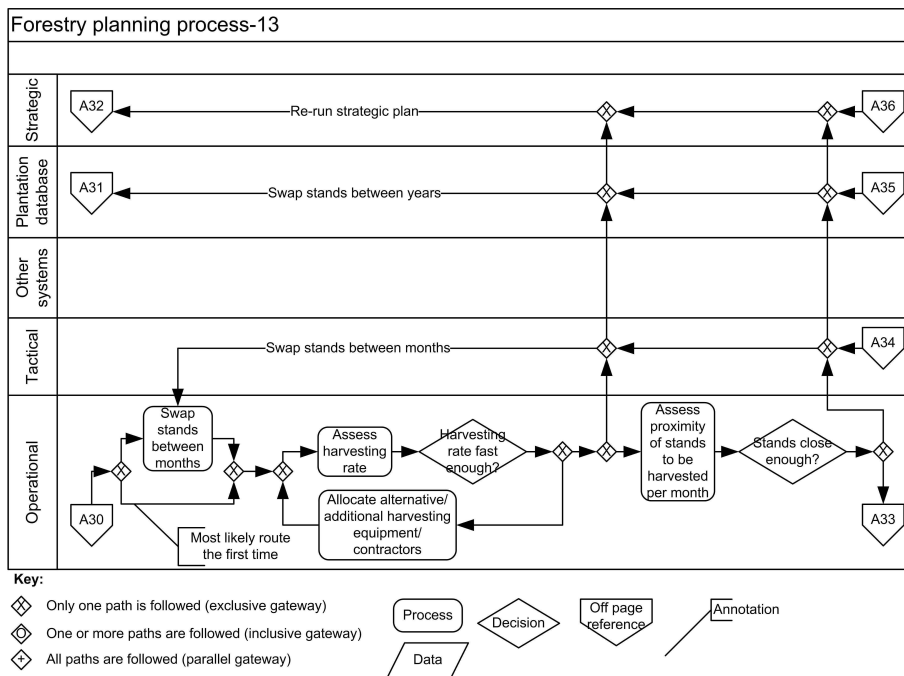 Forestry planning process-13
Strategic
A32
Re-run strategic plan
X
X
A36
Plantation
database
A31
Swap stands between years
X
X
A35
Other
systems
Tactical
Swap stands between months
X
X
A34
Operational
A30
X
Swap
stands
between
months
X
X
Most likely route
the first time
Assess
harvesting
rate
Harvesting
rate fast
enough?
X
X
Allocate alternative/
additional harvesting
equipment/
contractors
Assess
proximity
of stands
to be
harvested
per month
Stands close
enough?
X
A33
Key:
X
Only one path is followed (exclusive gateway)
O
One or more paths are followed (inclusive gateway)
+
All paths are followed (parallel gateway)
Process
Data
Decision
Off page
reference
Annotation